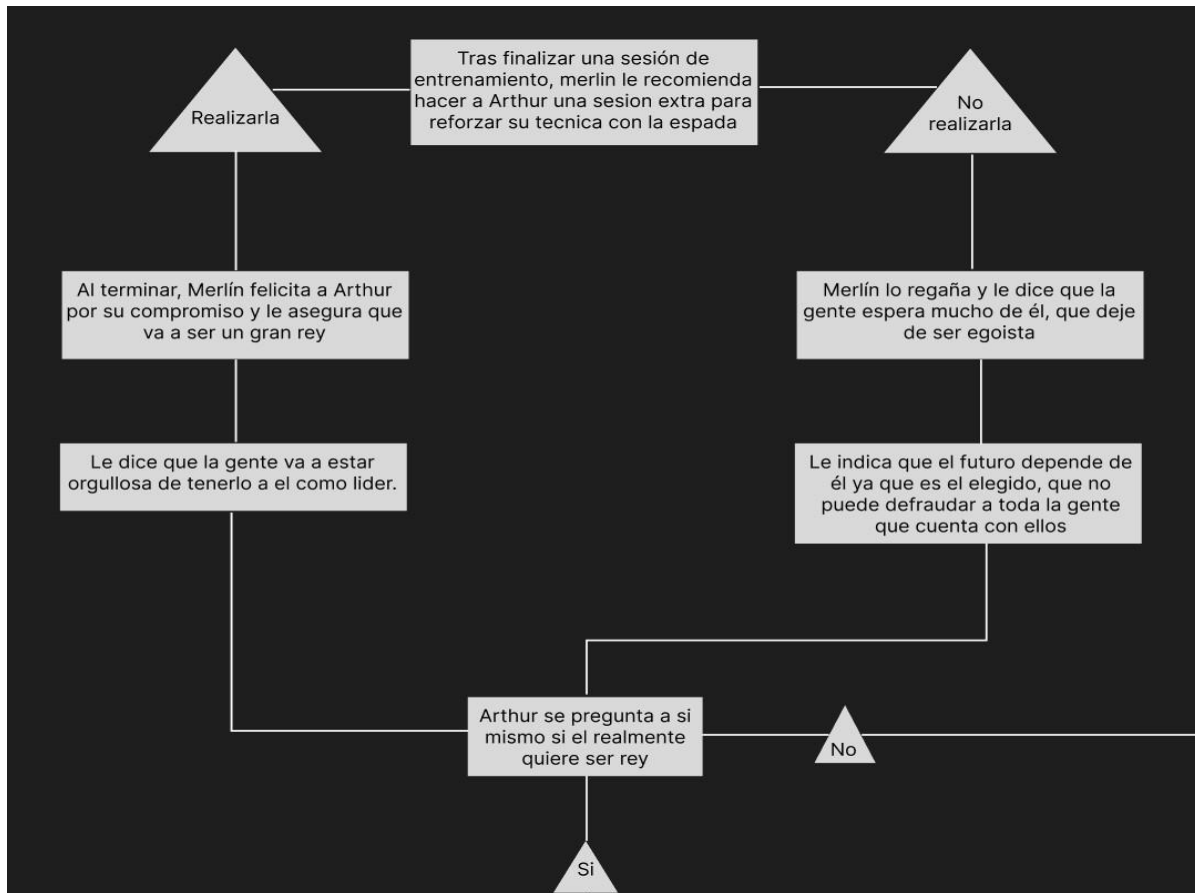 Tras finalizar una sesión de
entrenamiento, merlin le recomienda
hacer a Arthur una sesion extra para
reforzar su tecnica con la espada
Realizarla
No
realizarla
Al terminar, Merlín felicita a Arthur
por su compromiso y le asegura que
va a ser un gran rey
Merlín lo regaña y le dice que la
gente espera mucho de él, que deje
de ser egoista
Le dice que la gente va a estar
orgullosa de tenerlo a el como lider.
Le indica que el futuro depende de
él ya que es el elegido, que no
puede defraudar a toda la gente
que cuenta con ellos
Arthur se pregunta a si
mismo si el realmente
quiere ser rey
No
Si